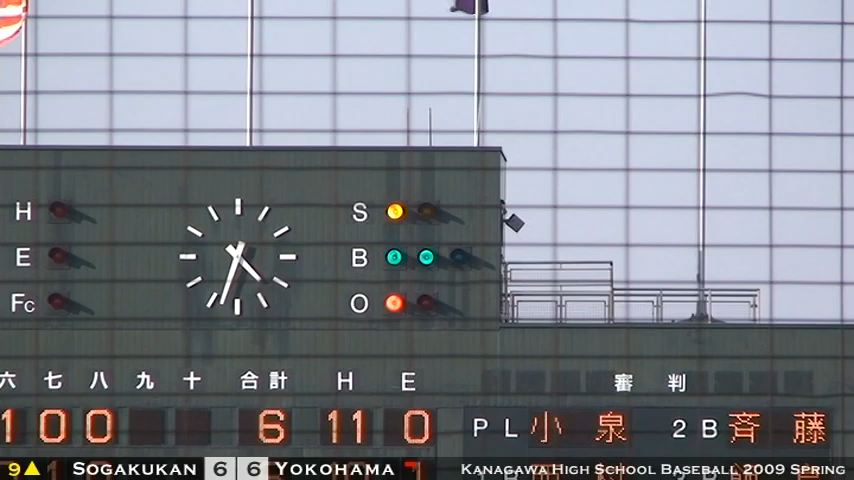 H S
E B
Fc O
六 七 八 九 十 合計 H E 審 判
1 0 0 6 11 0 PL 小 泉 2B 斉 藤
9▲ SOGAKUKAN 6 6 YOKOHAMA KANAGAWA HIGH SCHOOL BASEBALL 2009 SPRING